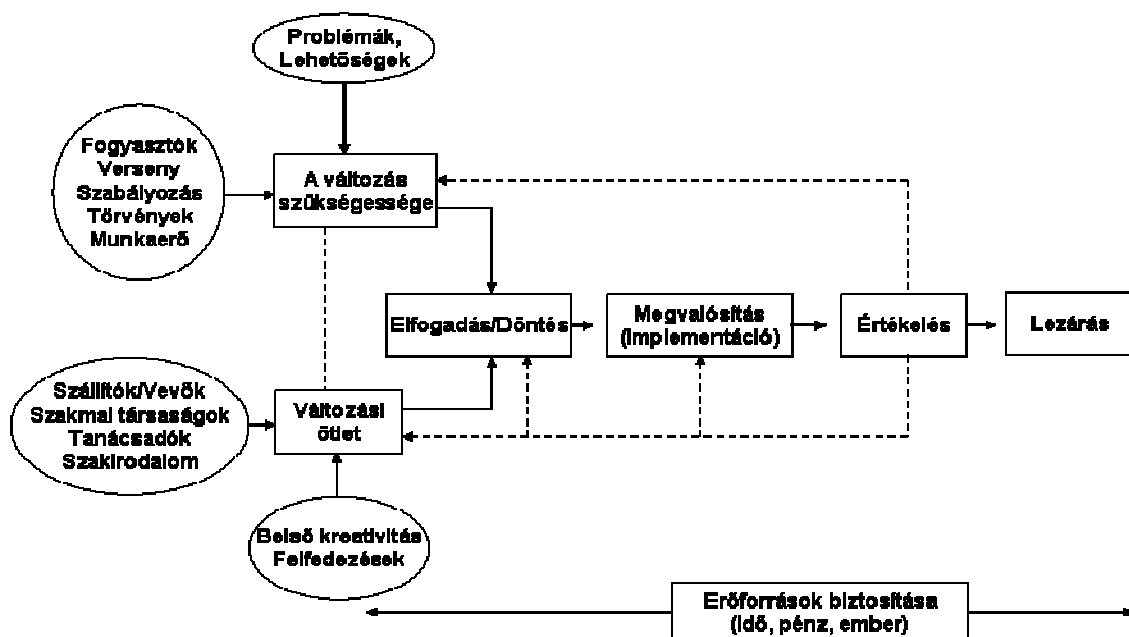 Problémák,
Lehetőségek
Fogyasztók
Verseny
Szabályozás
Törvények
Munkaerő
A változás
szükségessége
Elfogadás/Döntés
Megvalósítás
(Implementáció)
Értékelés
Lezárás
Szállítók/Vevők
Szakmai társaságok
Tanácsadók
Szakirodalom
Változási
ötlet
Belső kreativitás
Felfedezések
Erőforrások biztosítása
(Idő, pénz, ember)